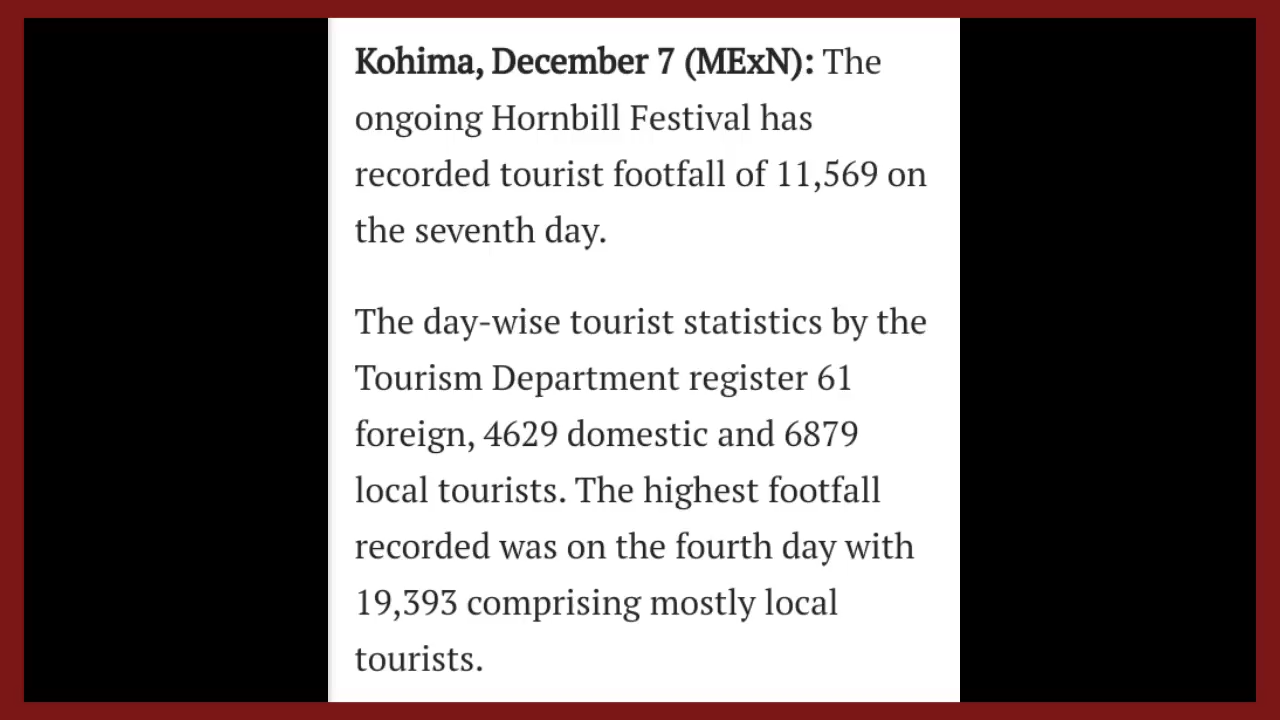 Kohima, December 7 (MExN): The
ongoing Hornbill Festival has
recorded tourist footfall of 11,569 on
the seventh day.
The day-wise tourist statistics by the
Tourism Department register 61
foreign, 4629 domestic and 6879
local tourists. The highest footfall
recorded was on the fourth day with
19,393 comprising mostly local
tourists.